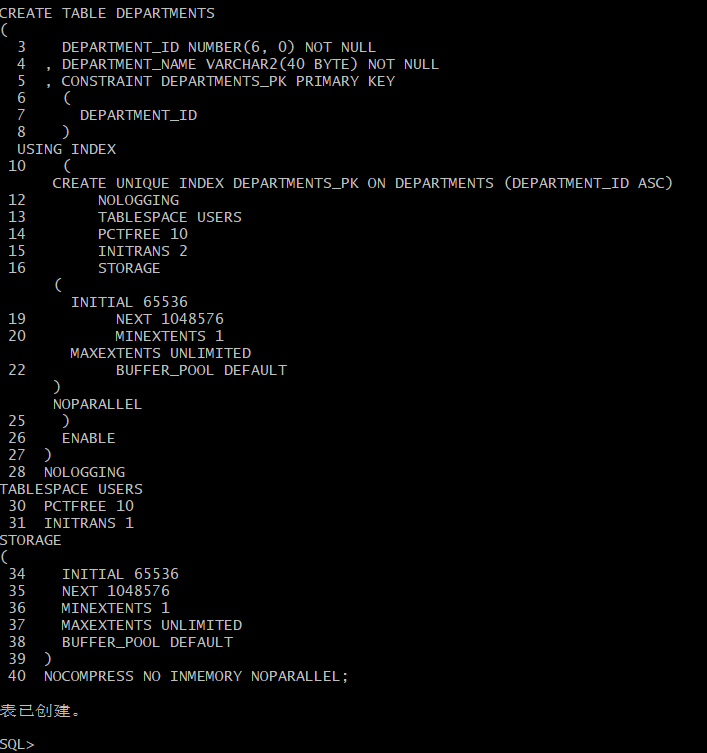 CREATE TABLE DEPARTMENTS
(
  3    DEPARTMENT_ID NUMBER(6, 0) NOT NULL
  4  , DEPARTMENT_NAME VARCHAR2(40 BYTE) NOT NULL
  5  , CONSTRAINT DEPARTMENTS_PK PRIMARY KEY
  6    (
  7      DEPARTMENT_ID
  8    )
  USING INDEX
 10    (
      CREATE UNIQUE INDEX DEPARTMENTS_PK ON DEPARTMENTS (DEPARTMENT_ID ASC)
 12        NOLOGGING
 13        TABLESPACE USERS
 14        PCTFREE 10
 15        INITRANS 2
 16        STORAGE
      (
        INITIAL 65536
 19          NEXT 1048576
 20          MINEXTENTS 1
        MAXEXTENTS UNLIMITED
 22          BUFFER_POOL DEFAULT
      )
      NOPARALLEL
 25    )
 26    ENABLE
 27  )
 28  NOLOGGING
TABLESPACE USERS
 30  PCTFREE 10
 31  INITRANS 1
STORAGE
(
 34    INITIAL 65536
 35    NEXT 1048576
 36    MINEXTENTS 1
 37    MAXEXTENTS UNLIMITED
 38    BUFFER_POOL DEFAULT
 39  )
 40  NOCOMPRESS NO INMEMORY NOPARALLEL;
表已创建。
SQL>